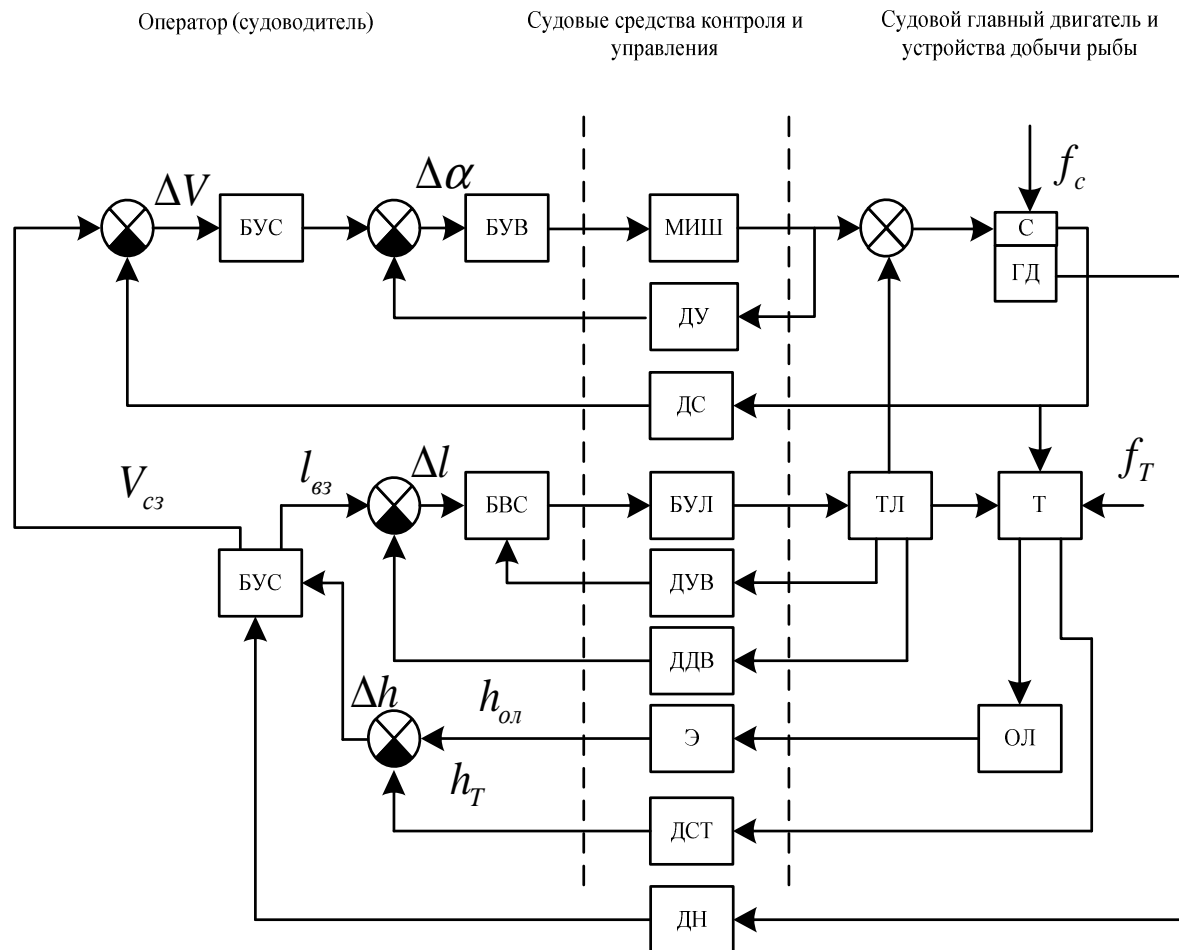 Оператор (судоводитель)
Судовые средства контроля и
управления
Судовой главный двигатель и
устройства добычи рыбы
f_c
ΔV
Δα
БУС
БУВ
МИШ
С
ГД
ДУ
ДС
V_сз
l_вз
Δl
f_T
БВС
БУЛ
ТЛ
Т
БУС
ДУВ
ДДВ
Δh
h_ол
Э
ОЛ
h_T
ДСТ
ДН